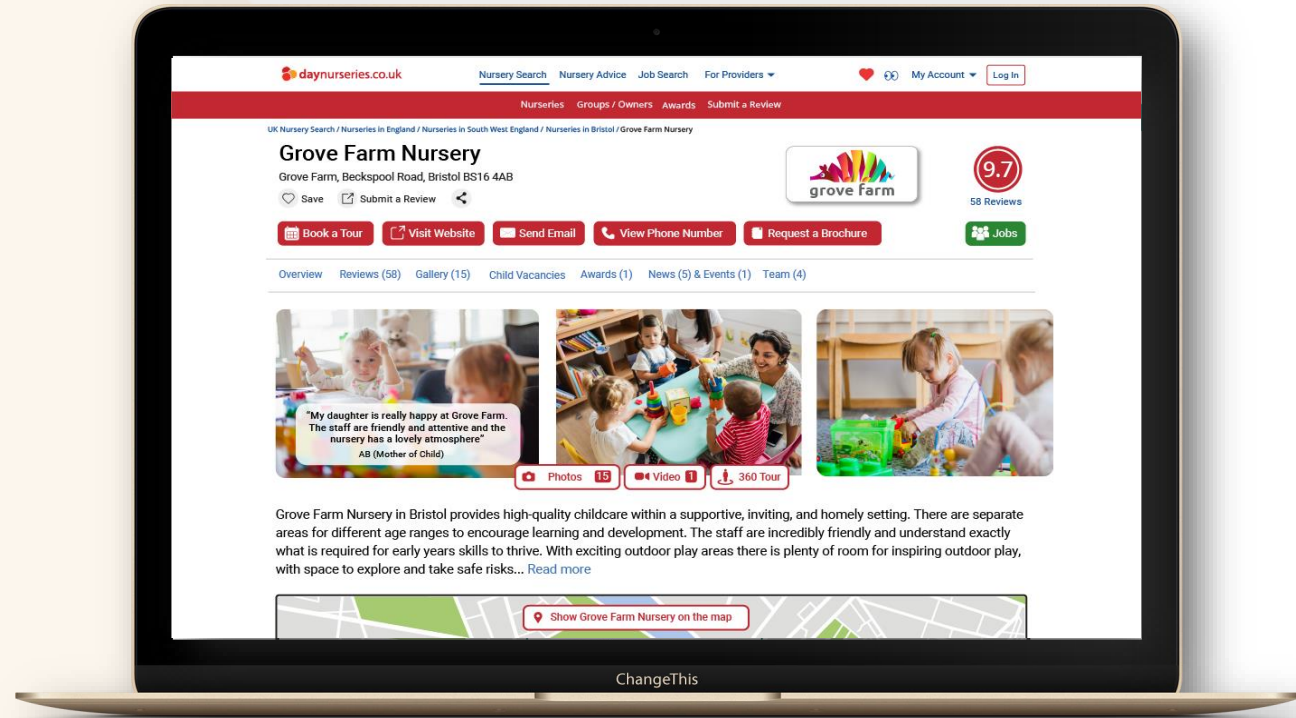 daynurseries.co.uk
Nursery Search Nursery Advice Job Search For Providers My Account Log In
Nurseries Groups / Owners Awards Submit a Review
UK Nursery Search / Nurseries in England / Nurseries in South West England / Nurseries in Bristol / Grove Farm Nursery
Grove Farm Nursery
Grove Farm, Beckspool Road, Bristol BS16 4AB
Save Submit a Review
grove farm
9.7
58 Reviews
Book a Tour Visit Website Send Email View Phone Number Request a Brochure Jobs
Overview Reviews (58) Gallery (15) Child Vacancies Awards (1) News (5) & Events (1) Team (4)
“My daughter is really happy at Grove Farm.
The staff are friendly and attentive and the
nursery has a lovely atmosphere”
AB (Mother of Child)
Photos 15 Video 1 360 Tour
Grove Farm Nursery in Bristol provides high-quality childcare within a supportive, inviting, and homely setting. There are separate
areas for different age ranges to encourage learning and development. The staff are incredibly friendly and understand exactly
what is required for early years skills to thrive. With exciting outdoor play areas there is plenty of room for inspiring outdoor play,
with space to explore and take safe risks... Read more
Show Grove Farm Nursery on the map
ChangeThis